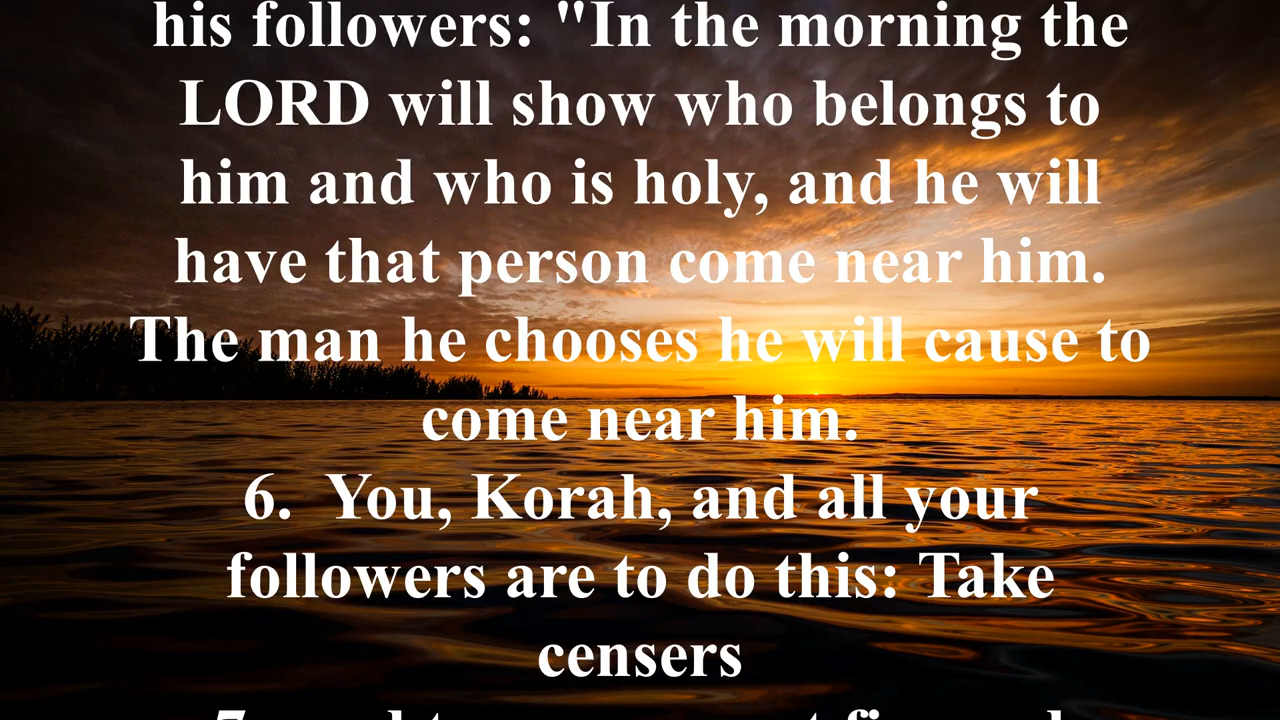 his followers: "In the morning the
LORD will show who belongs to
him and who is holy, and he will
have that person come near him.
The man he chooses he will cause to
come near him.
6. You, Korah, and all your
followers are to do this: Take
censers